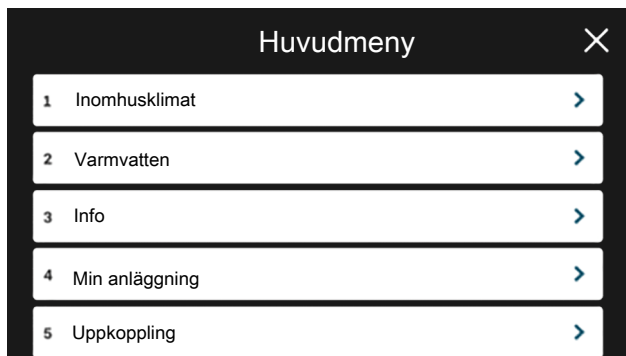 Huvudmeny
1 Inomhusklimat
2 Varmvatten
3 Info
4 Min anläggning
5 Uppkoppling